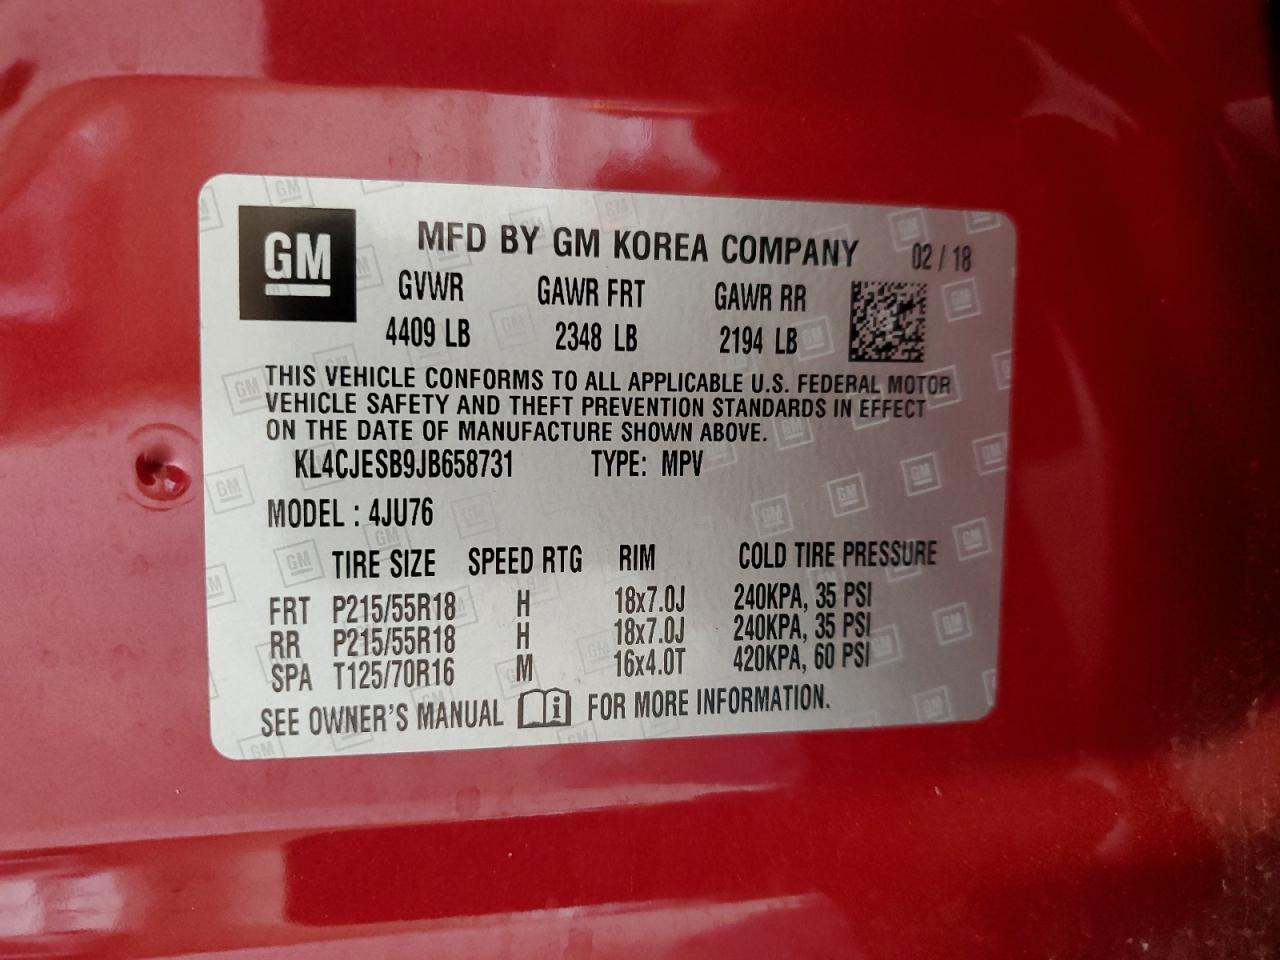 GM
MFD BY GM KOREA COMPANY 02 / 18
GVWR GAWR FRT GAWR RR
4409 LB 2348 LB 2194 LB
THIS VEHICLE CONFORMS TO ALL APPLICABLE U.S. FEDERAL MOTOR
VEHICLE SAFETY AND THEFT PREVENTION STANDARDS IN EFFECT
ON THE DATE OF MANUFACTURE SHOWN ABOVE.
KL4CJESB9JB658731 TYPE: MPV
MODEL : 4JU76
TIRE SIZE SPEED RTG RIM COLD TIRE PRESSURE
FRT P215/55R18 H 18x7.0J 240KPA, 35 PSI
RR P215/55R18 H 18x7.0J 240KPA, 35 PSI
SPA T125/70R16 M 16x4.0T 420KPA, 60 PSI
SEE OWNER'S MANUAL i FOR MORE INFORMATION.